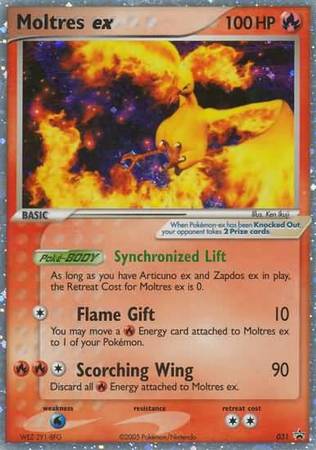 Moltres ex 100 HP
BASIC
Illus. Ken Ikuji
When Pokémon-ex has been Knocked Out
your opponent takes 2 Prize cards.
Poké-BODY Synchronized Lift
As long as you have Articuno ex and Zapdos ex in play,
the Retreat Cost for Moltres ex is 0.
Flame Gift 10
You may move a Energy card attached to Moltres ex
to 1 of your Pokémon.
Scorching Wing 90
Discard all Energy attached to Moltres ex.
weakness resistance retreat cost
WEZ 2Y1 8FG ©2005 Pokémon/Nintendo 031